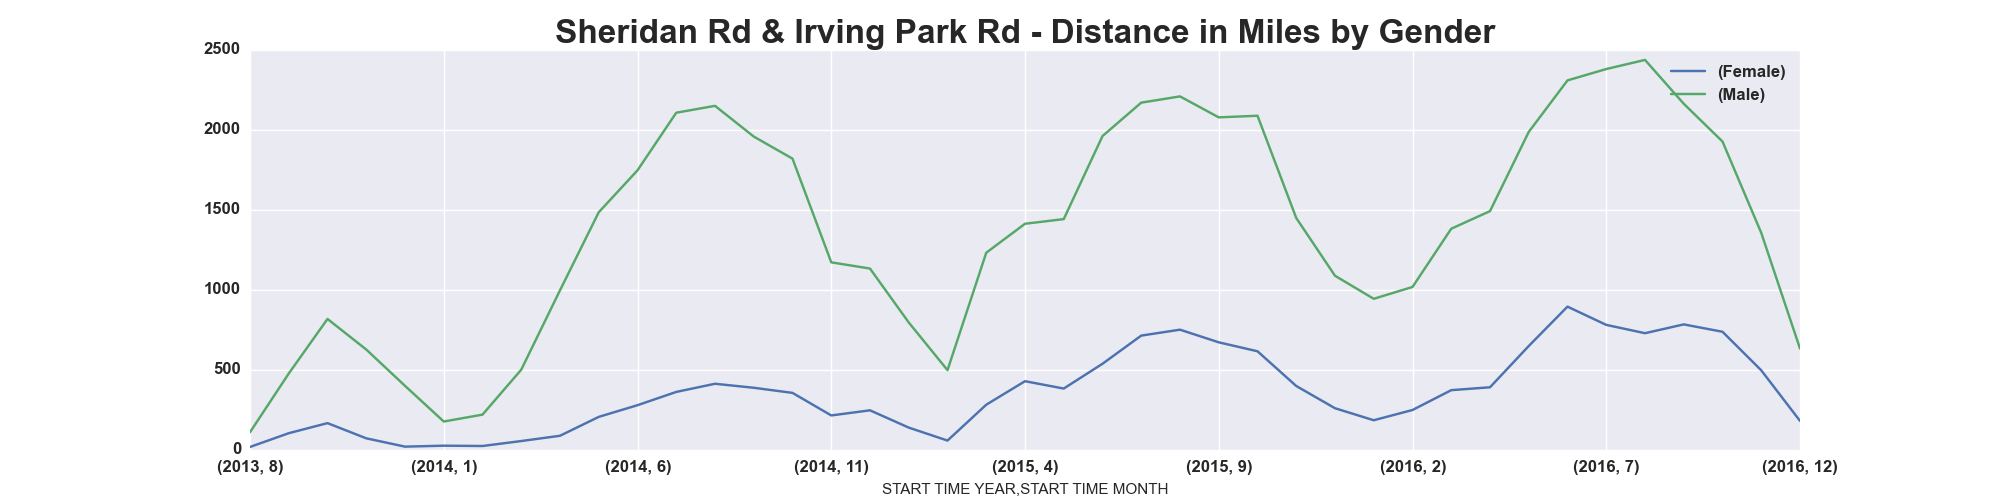 Sheridan Rd & Irving Park Rd - Distance in Miles by Gender
2500
2000
1500
1000
500
0
(Female)
(Male)
(2013, 8) (2014, 1) (2014, 6) (2014, 11) (2015, 4) (2015, 9) (2016, 2) (2016, 7) (2016, 12)
START TIME YEAR,START TIME MONTH